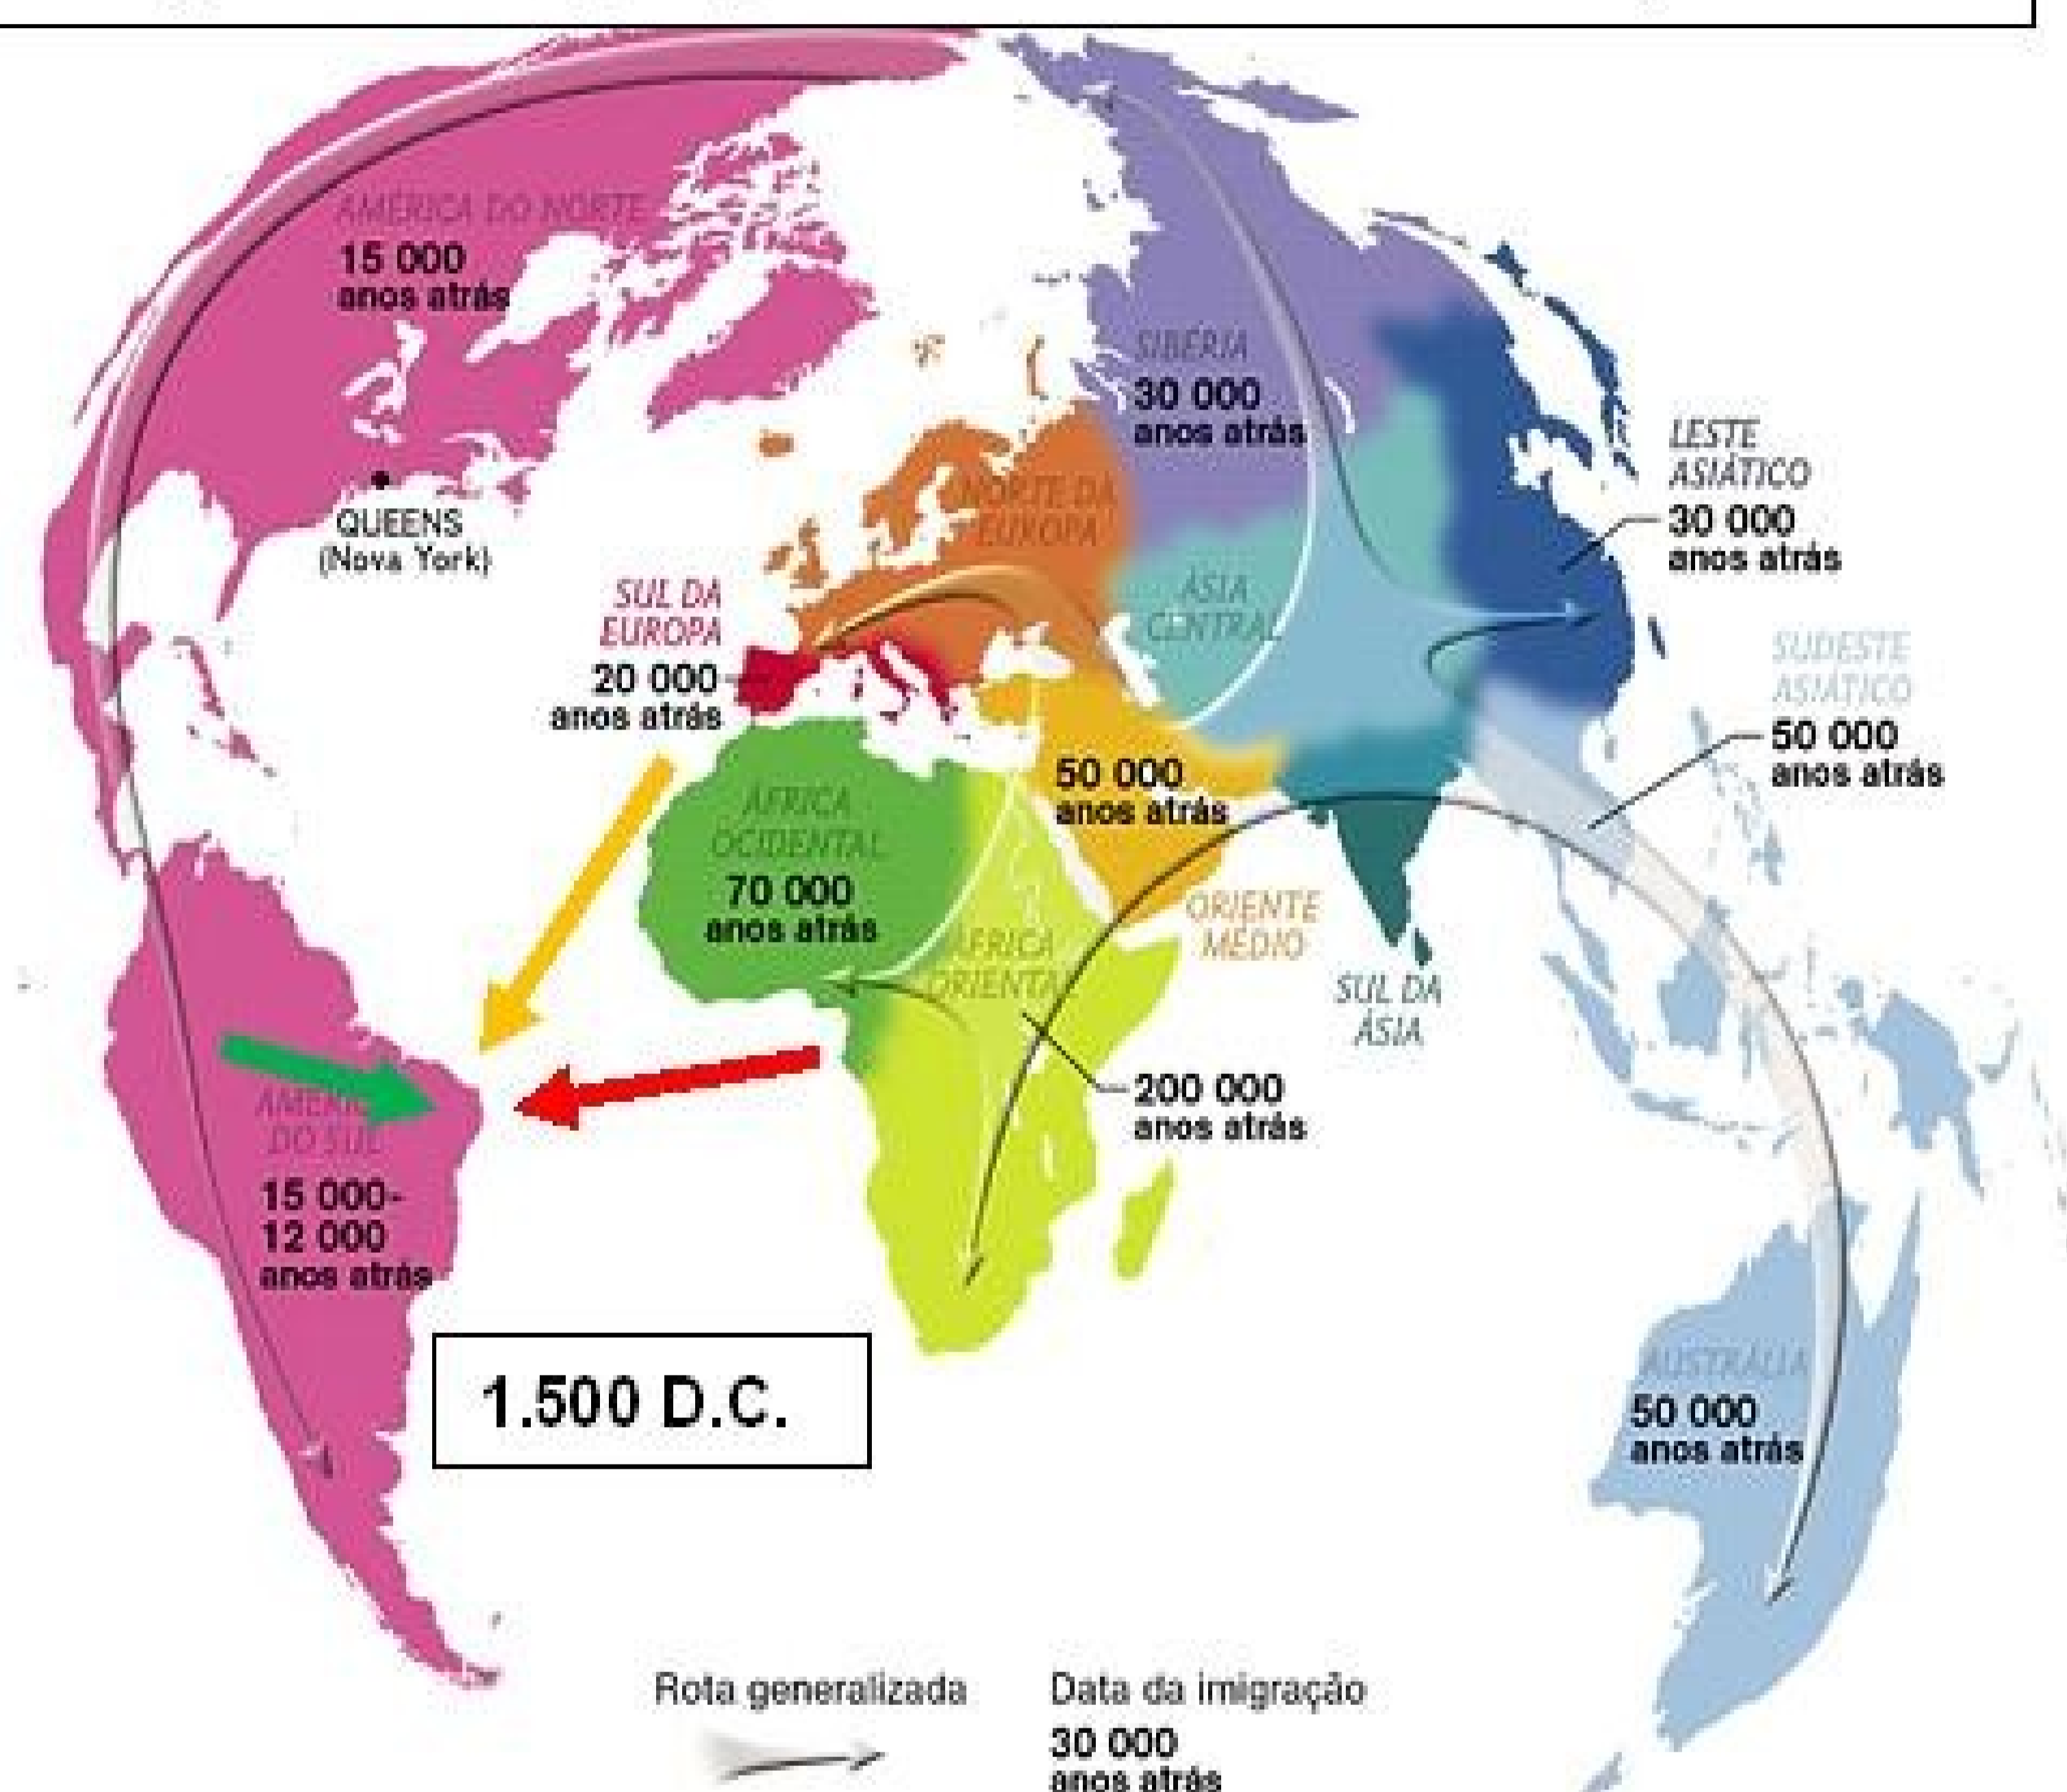 AMÉRICA DO NORTE
15 000
anos atrás
QUEENS
(Nova York)
SIBÉRIA
30 000
anos atrás
LESTE
ASIÁTICO
30 000
anos atrás
NORTE DA
EUROPA
SUL DA
EUROPA
20 000
anos atrás
ÁSIA
CENTRAL
SUDESTE
ASIÁTICO
50 000
anos atrás
50 000
anos atrás
ORIENTE
MÉDIO
ÁFRICA
OCIDENTAL
70 000
anos atrás
ÁFRICA
ORIENTAL
200 000
anos atrás
SUL DA
ÁSIA
AMÉRICA
DO SUL
15 000-
12 000
anos atrás
1.500 D.C.
AUSTRÁLIA
50 000
anos atrás
Rota generalizada
Data da imigração
30 000
anos atrás